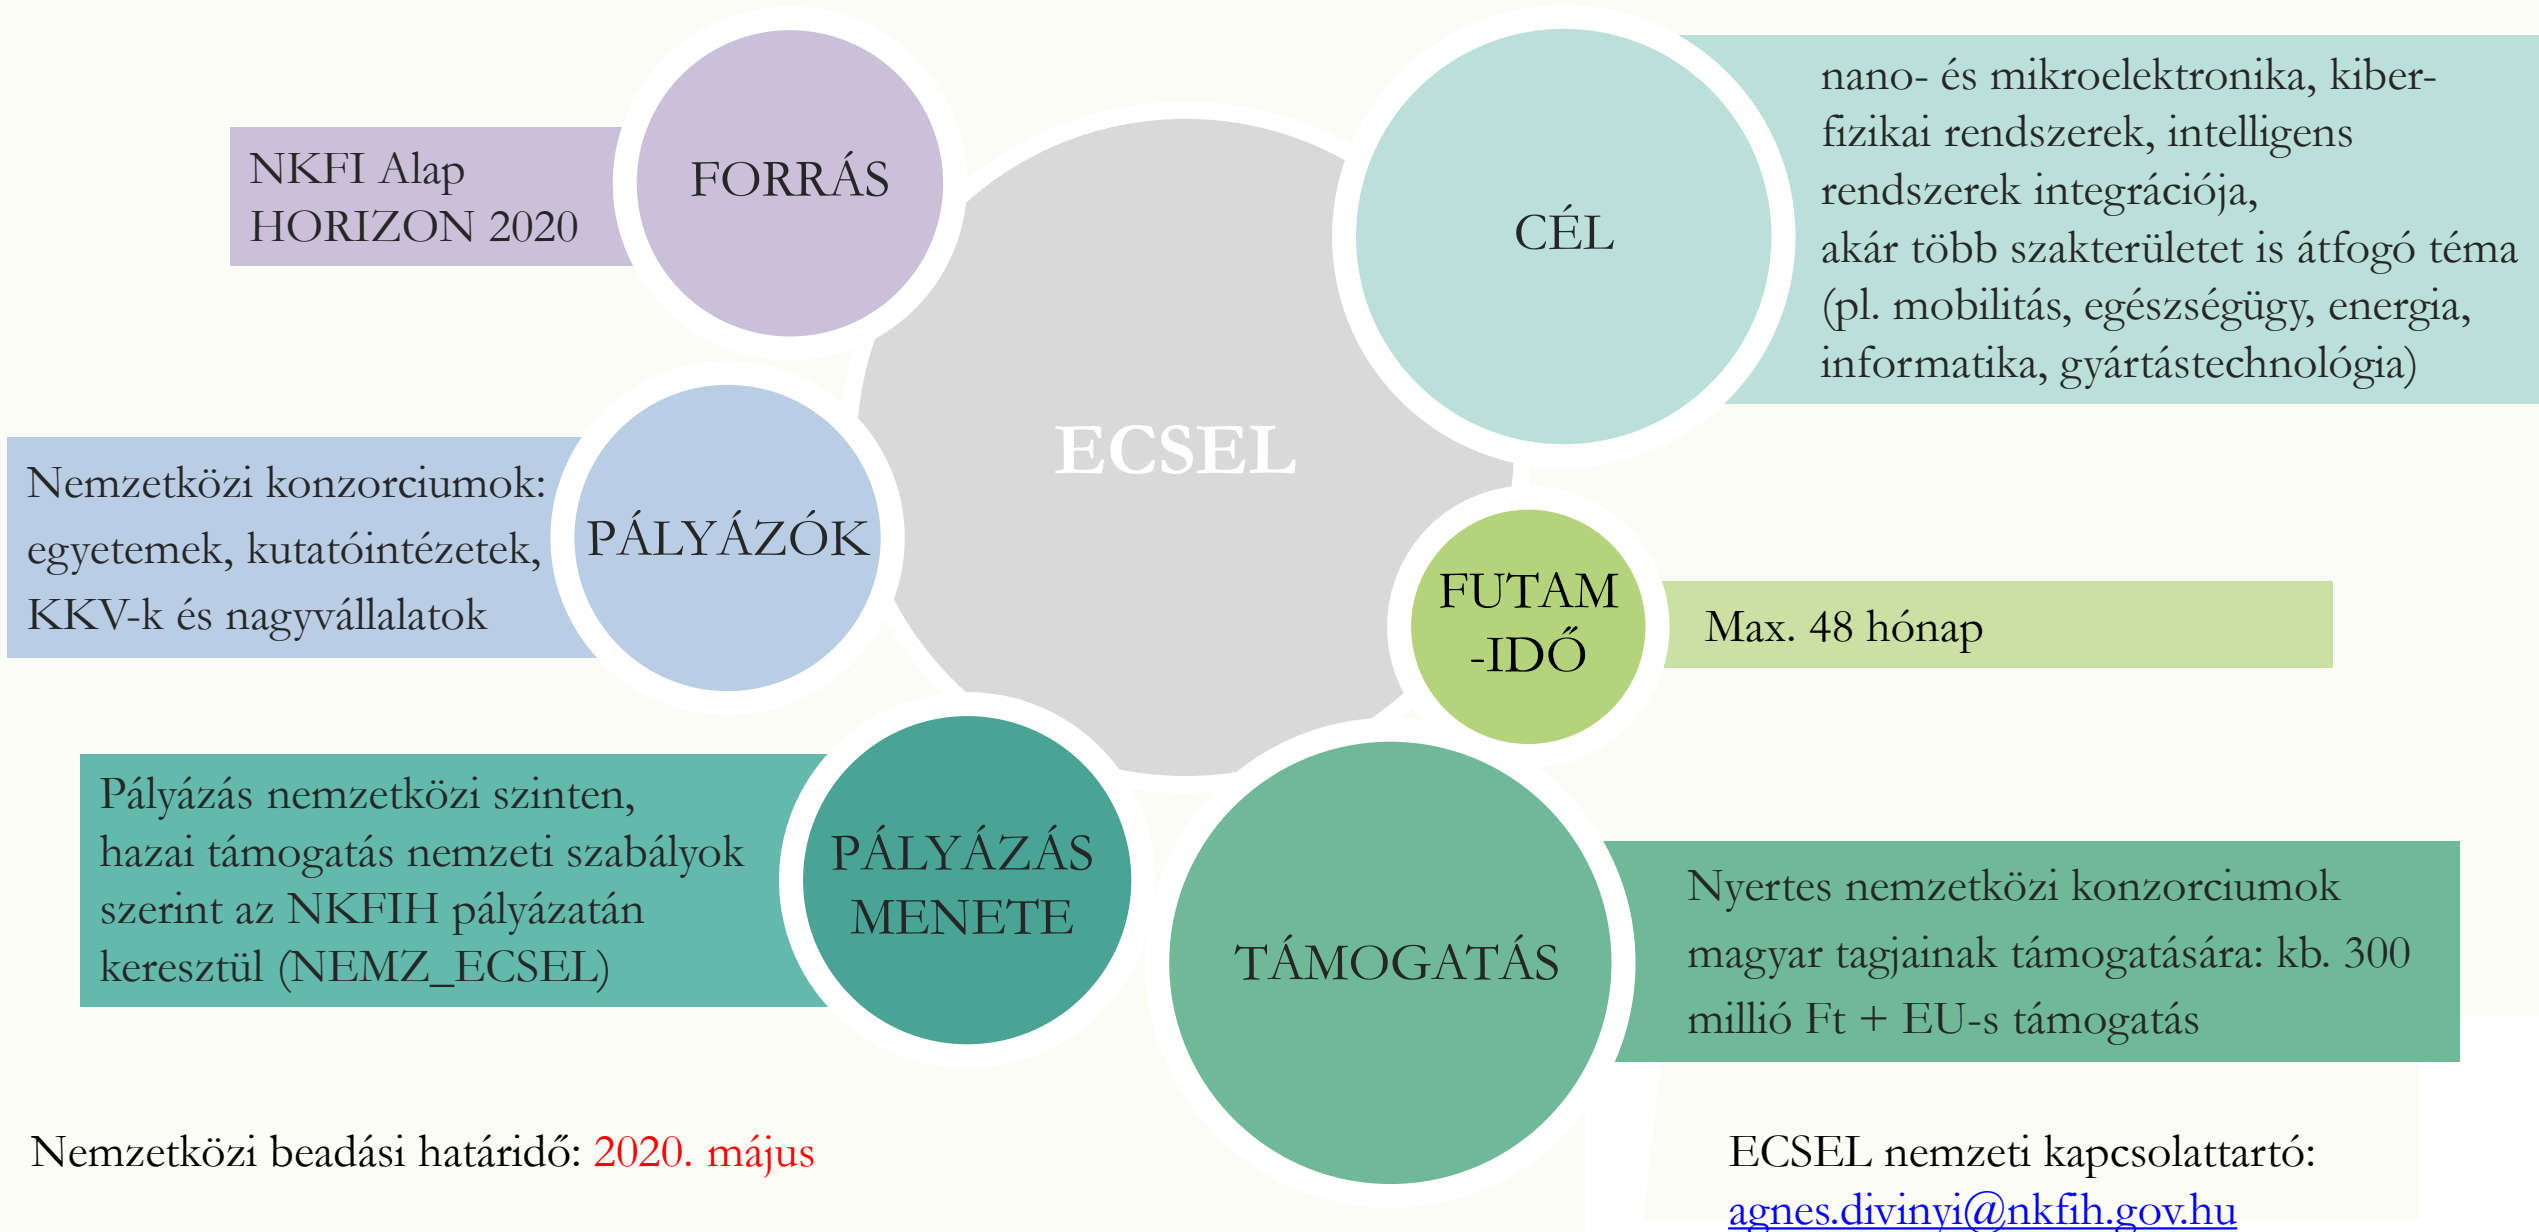 FORRÁS
NKFI Alap
HORIZON 2020
CÉL
nano- és mikroelektronika, kiber-
fizikai rendszerek, intelligens
rendszerek integrációja,
akár több szakterületet is átfogó téma
(pl. mobilitás, egészségügy, energia,
informatika, gyártástechnológia)
ECSEL
PÁLYÁZÓK
Nemzetközi konzorciumok:
egyetemek, kutatóintézetek,
KKV-k és nagyvállalatok
FUTAM
-IDŐ
Max. 48 hónap
PÁLYÁZÁS
MENETE
Pályázás nemzetközi szinten,
hazai támogatás nemzeti szabályok
szerint az NKFIH pályázatán
keresztül (NEMZ_ECSEL)
TÁMOGATÁS
Nyertes nemzetközi konzorciumok
magyar tagjainak támogatására: kb. 300
millió Ft + EU-s támogatás
Nemzetközi beadási határidő: 2020. május
ECSEL nemzeti kapcsolattartó:
agnes.divinyi@nkfih.gov.hu